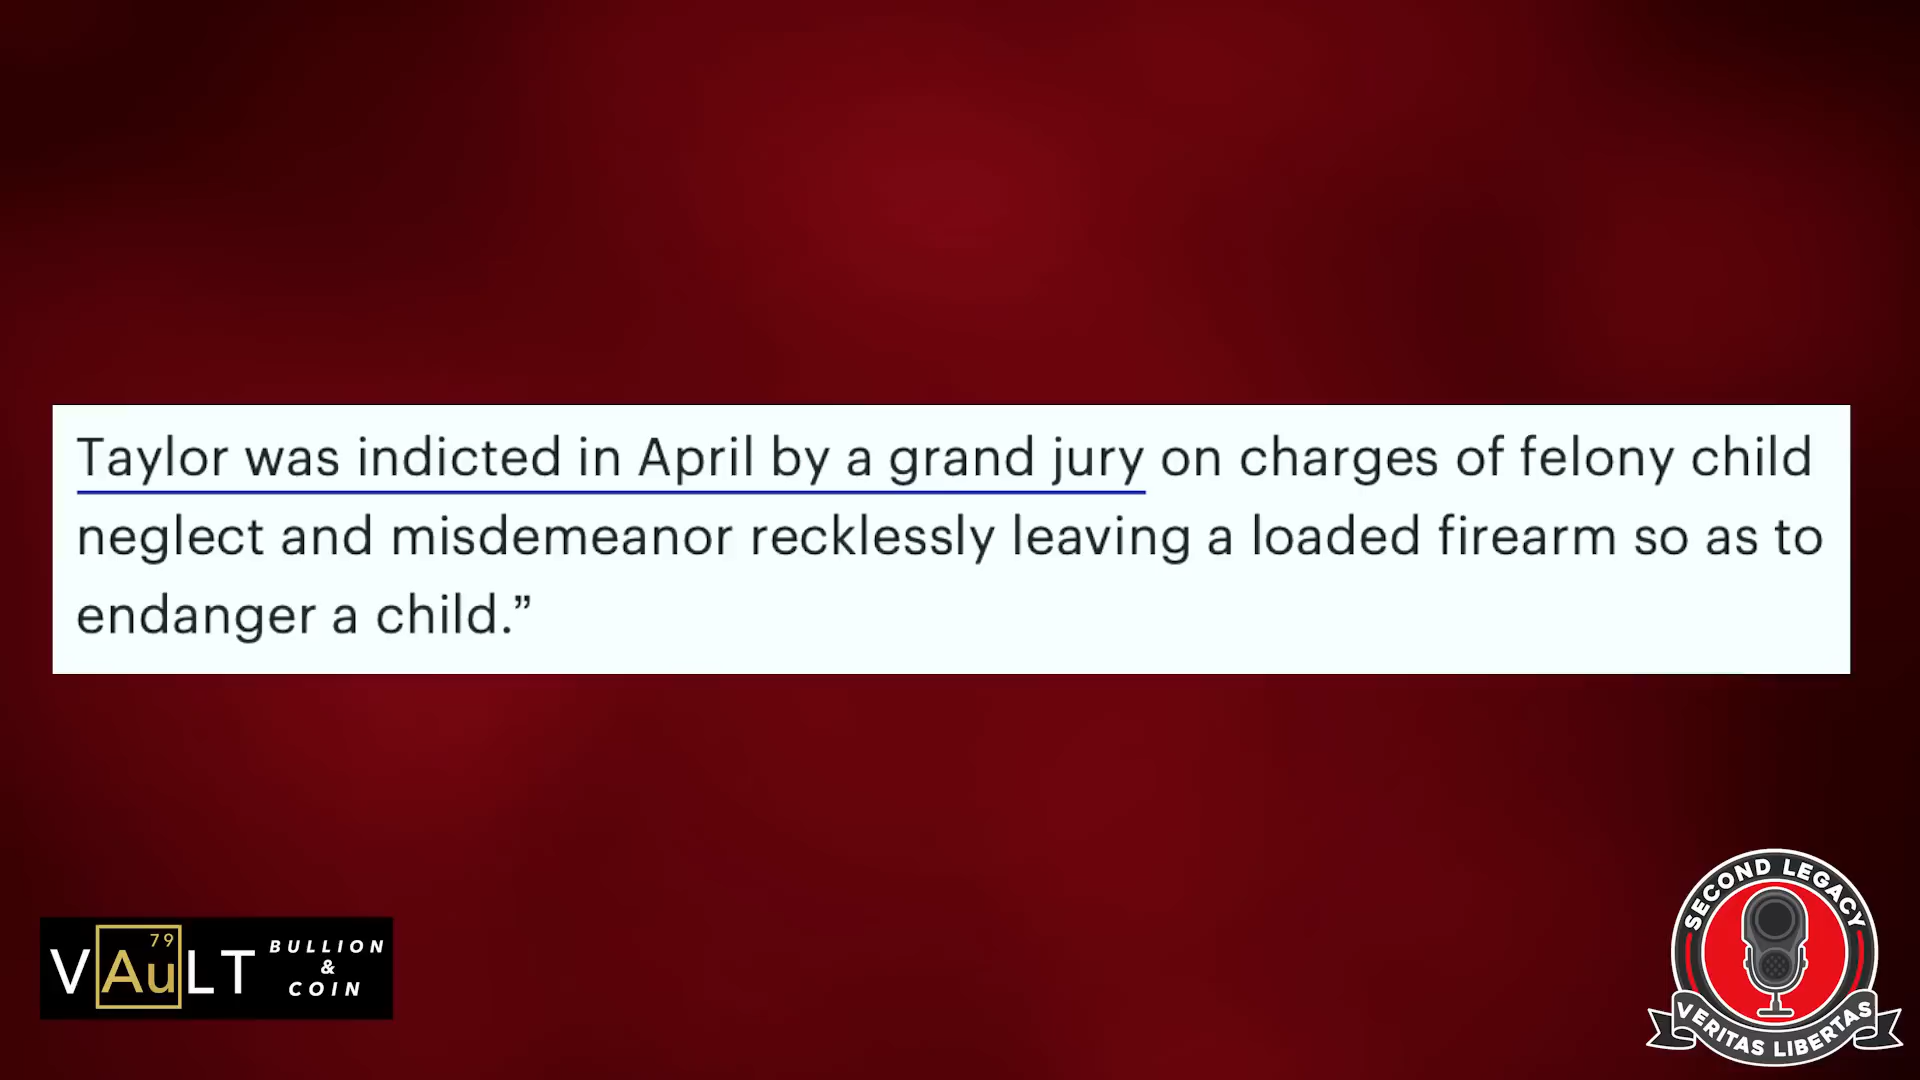 Taylor was indicted in April by a grand jury on charges of felony child
neglect and misdemeanor recklessly leaving a loaded firearm so as to
endanger a child.”
VAuLT
79
BULLION
&
COIN
SECOND LEGACY
VERITAS LIBERTAS